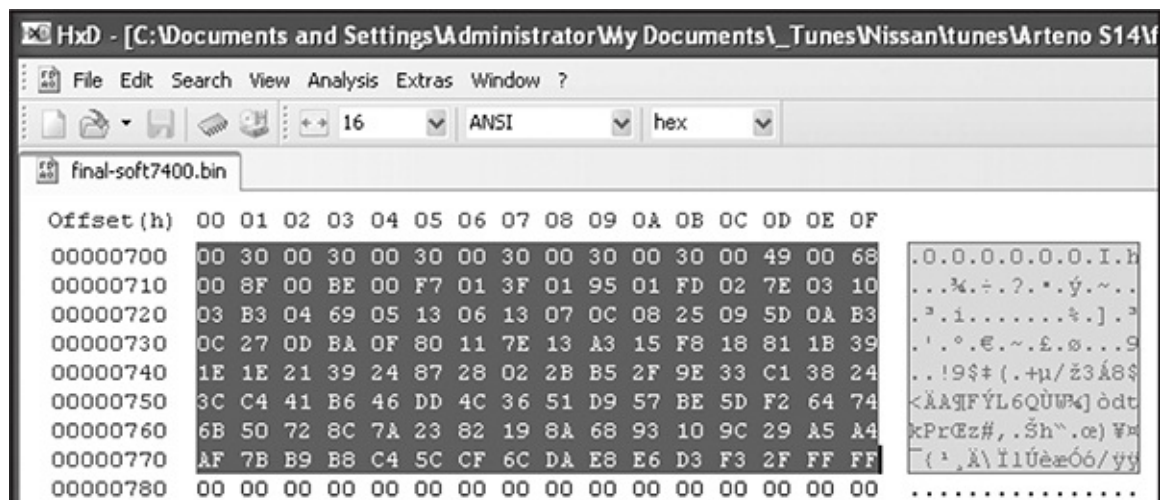 HxD - [C:\Documents and Settings\Administrator\My Documents\_Tunes\Nissan\tunes\Arteno S14\f
File Edit Search View Analysis Extras Window ?
16 ANSI hex
final-soft7400.bin
Offset(h) 00 01 02 03 04 05 06 07 08 09 0A 0B 0C 0D 0E 0F
00000700 00 30 00 30 00 30 00 30 00 30 00 30 00 49 00 68 .0.0.0.0.0.0.I.h
00000710 00 8F 00 BE 00 F7 01 3F 01 95 01 FD 02 7E 03 10 ...¾.÷.?.•.ý.~..
00000720 03 B3 04 69 05 13 06 13 07 0C 08 25 09 5D 0A B3 .³.i.......%.].³
00000730 0C 27 0D BA 0F 80 11 7E 13 A3 15 F8 18 81 1B 39 .'.º.€.~.£.ø...9
00000740 1E 1E 21 39 24 87 28 02 2B B5 2F 9E 33 C1 38 24 ..!9$‡(.+µ/ž3Á8$
00000750 3C C4 41 B6 46 DD 4C 36 51 D9 57 BE 5D F2 64 74 <ÄA¶FÝL6QÙW¾]òdt
00000760 6B 50 72 8C 7A 23 82 19 8A 68 93 10 9C 29 A5 A4 kPrŒz#‚.Šh“.œ)¥¤
00000770 AF 7B B9 B8 C4 5C CF 6C DA E8 E6 D3 F3 2F FF FF ¯{¹¸Ä\ÏlÚèæÓó/ÿÿ
00000780 00 00 00 00 00 00 00 00 00 00 00 00 00 00 00 00 ................